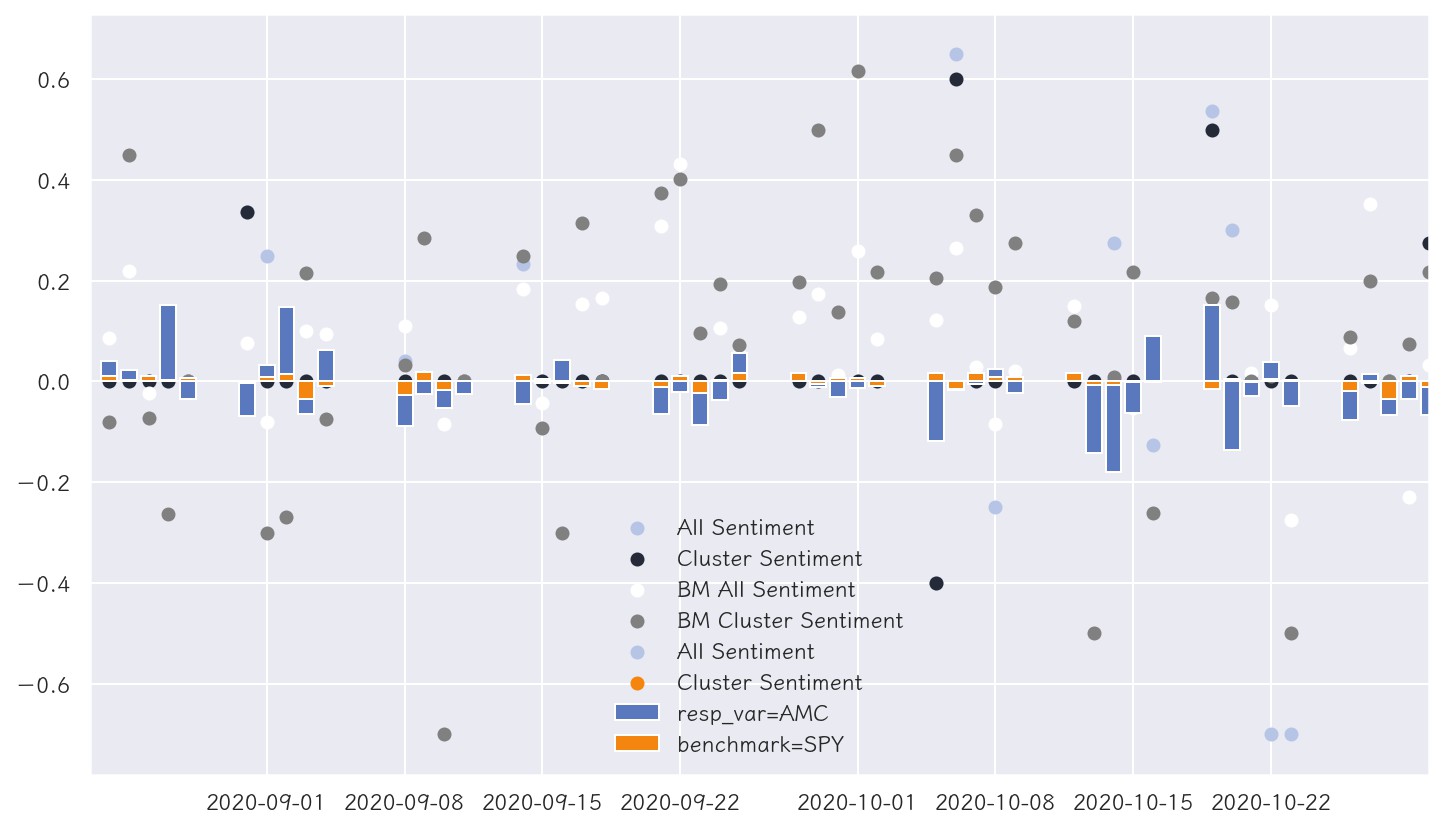 0.6
0.4
0.2
0.0
−0.2
−0.4
−0.6
All Sentiment
Cluster Sentiment
BM All Sentiment
BM Cluster Sentiment
All Sentiment
Cluster Sentiment
resp_var=AMC
benchmark=SPY
2020-09-01 2020-09-08 2020-09-15 2020-09-22 2020-10-01 2020-10-08 2020-10-15 2020-10-22